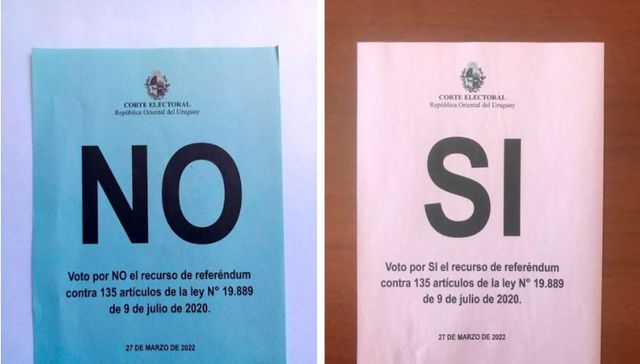 CORTE ELECTORAL
República Oriental del Uruguay
NO
Voto por NO el recurso de referéndum
contra 135 artículos de la ley N° 19.889
de 9 de julio de 2020.
27 DE MARZO DE 2022
CORTE ELECTORAL
República Oriental del Uruguay
SI
Voto por SI el recurso de referéndum
contra 135 artículos de la ley N° 19.889
de 9 de julio de 2020.
27 DE MARZO DE 2022